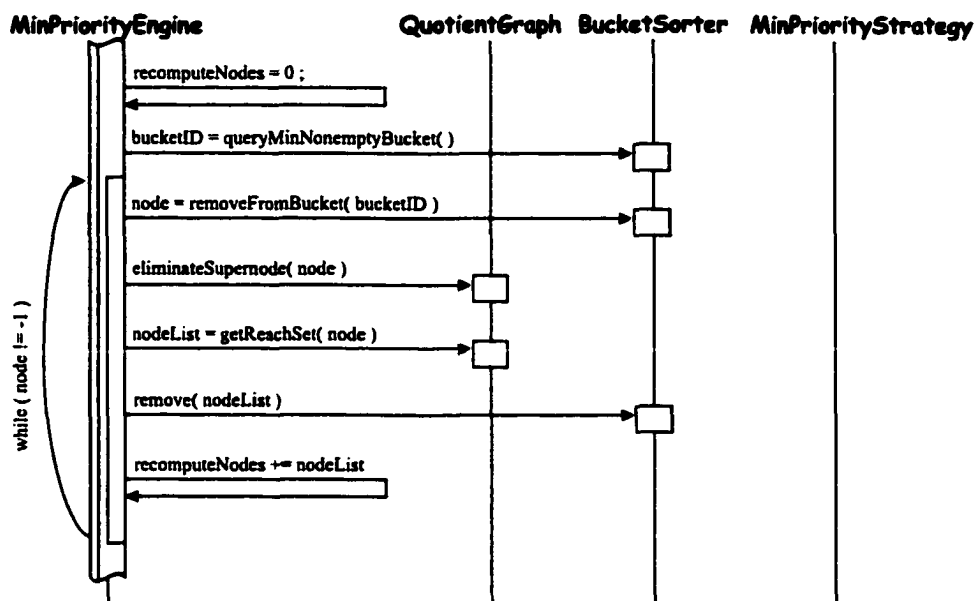 MinPriorityEngine QuotientGraph BucketSorter MinPriorityStrategy
recomputeNodes = 0 ;
bucketID = queryMinNonemptyBucket( )
node = removeFromBucket( bucketID )
eliminateSupernode( node )
nodeList = getReachSet( node )
while ( node != -1 )
remove( nodeList )
recomputeNodes += nodeList